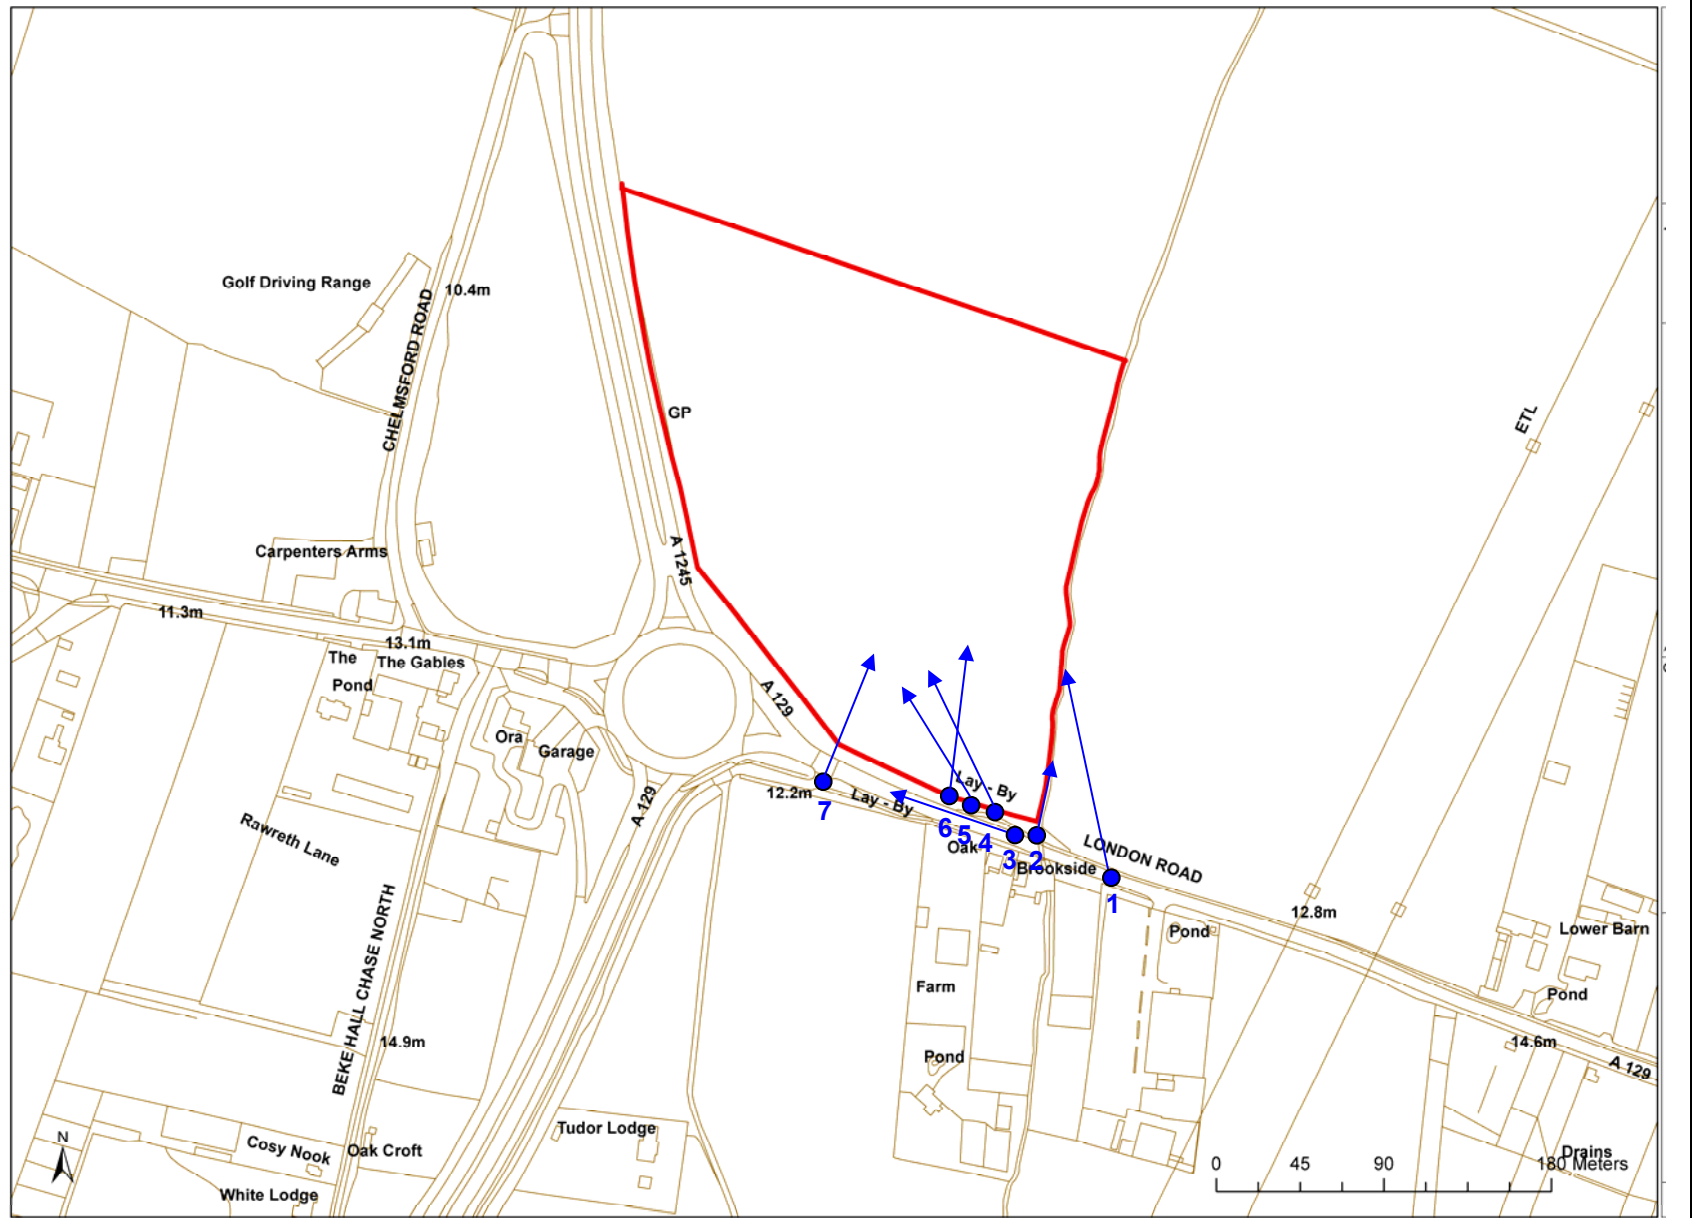 Golf Driving Range
10.4m
CHELMSFORD ROAD
GP
ETL
A 1245
Carpenters Arms
11.3m
13.1m
The
The Gables
Pond
A 129
Ora
Garage
Lay - By
12.2m
Lay - By
7
6
5
4
3
2
1
A 129
Rawreth Lane
Oak
Brookside
LONDON ROAD
12.8m
Pond
Lower Barn
Farm
Pond
BEKE HALL CHASE NORTH
14.9m
14.6m
Pond
A 129
Tudor Lodge
N
Cosy Nook
Oak Croft
White Lodge
Drains
0 45 90 180 Meters